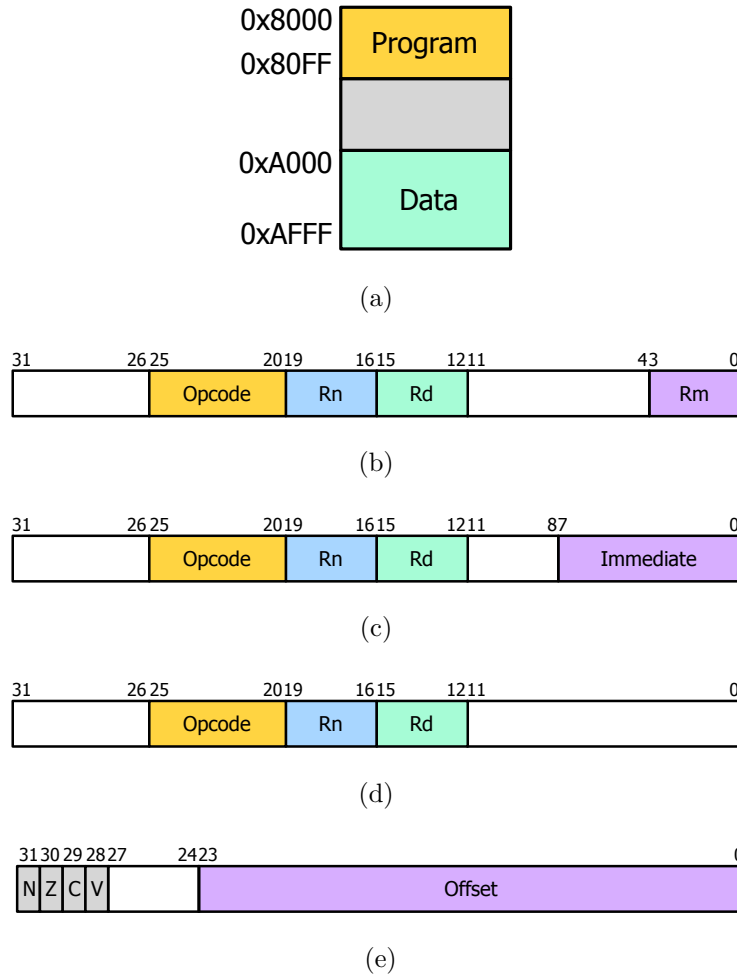 0x8000
Program
0x80FF
0xA000
Data
0xAFFF
(a)
31 26 25 20 19 16 15 12 11 4 3 0
Opcode Rn Rd Rm
(b)
31 26 25 20 19 16 15 12 11 8 7 0
Opcode Rn Rd Immediate
(c)
31 26 25 20 19 16 15 12 11 0
Opcode Rn Rd
(d)
31 30 29 28 27 24 23 0
N Z C V Offset
(e)